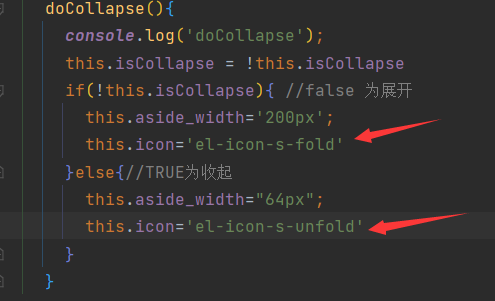 doCollapse(){
console.log('doCollapse');
this.isCollapse = !this.isCollapse
if(!this.isCollapse){ //false 为展开
this.aside_width='200px';
this.icon='el-icon-s-fold'
}else{//TRUE为收起
this.aside_width="64px";
this.icon='el-icon-s-unfold'
}
}